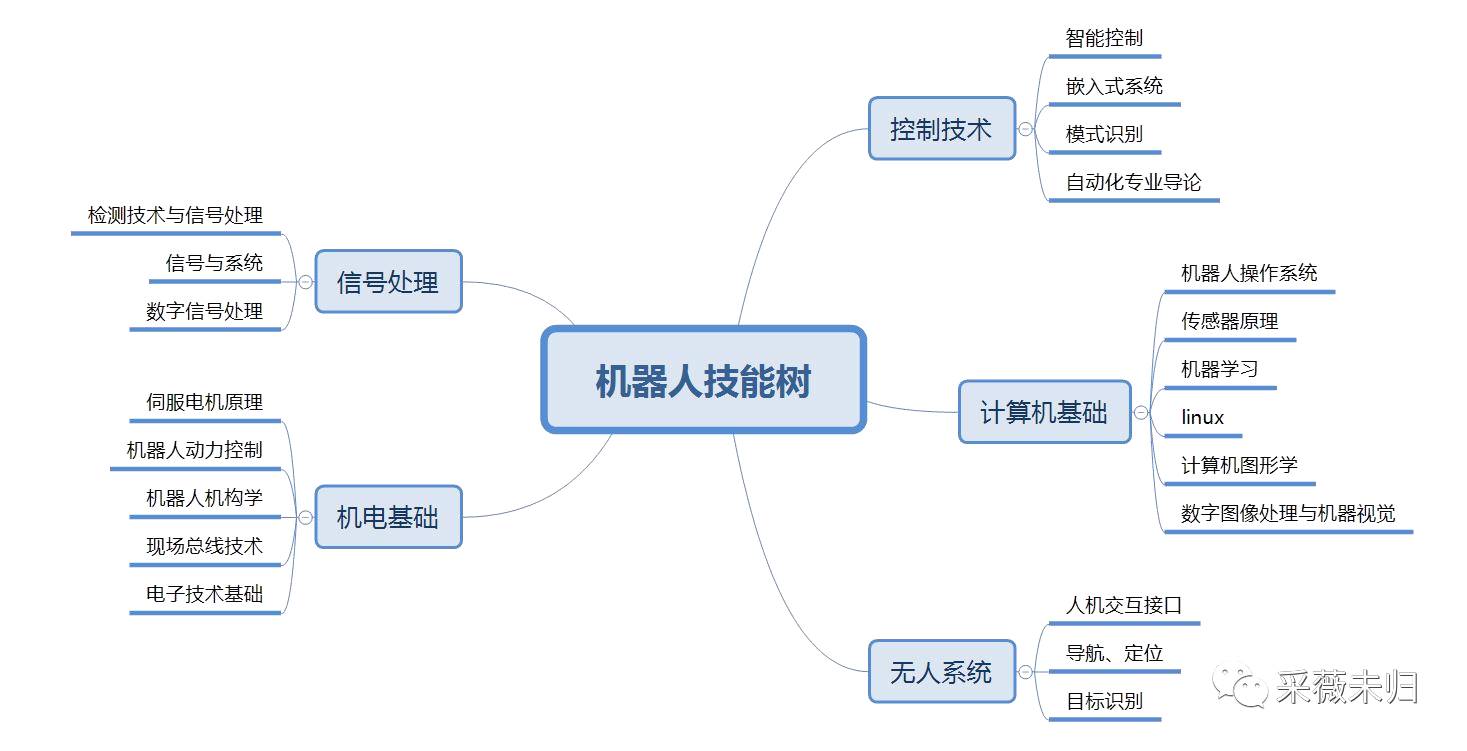 机器人技能树
控制技术
智能控制
嵌入式系统
模式识别
自动化专业导论
计算机基础
机器人操作系统
传感器原理
机器学习
linux
计算机图形学
数字图像处理与机器视觉
无人系统
人机交互接口
导航、定位
目标识别
信号处理
检测技术与信号处理
信号与系统
数字信号处理
机电基础
伺服电机原理
机器人动力控制
机器人机构学
现场总线技术
电子技术基础
采薇未归